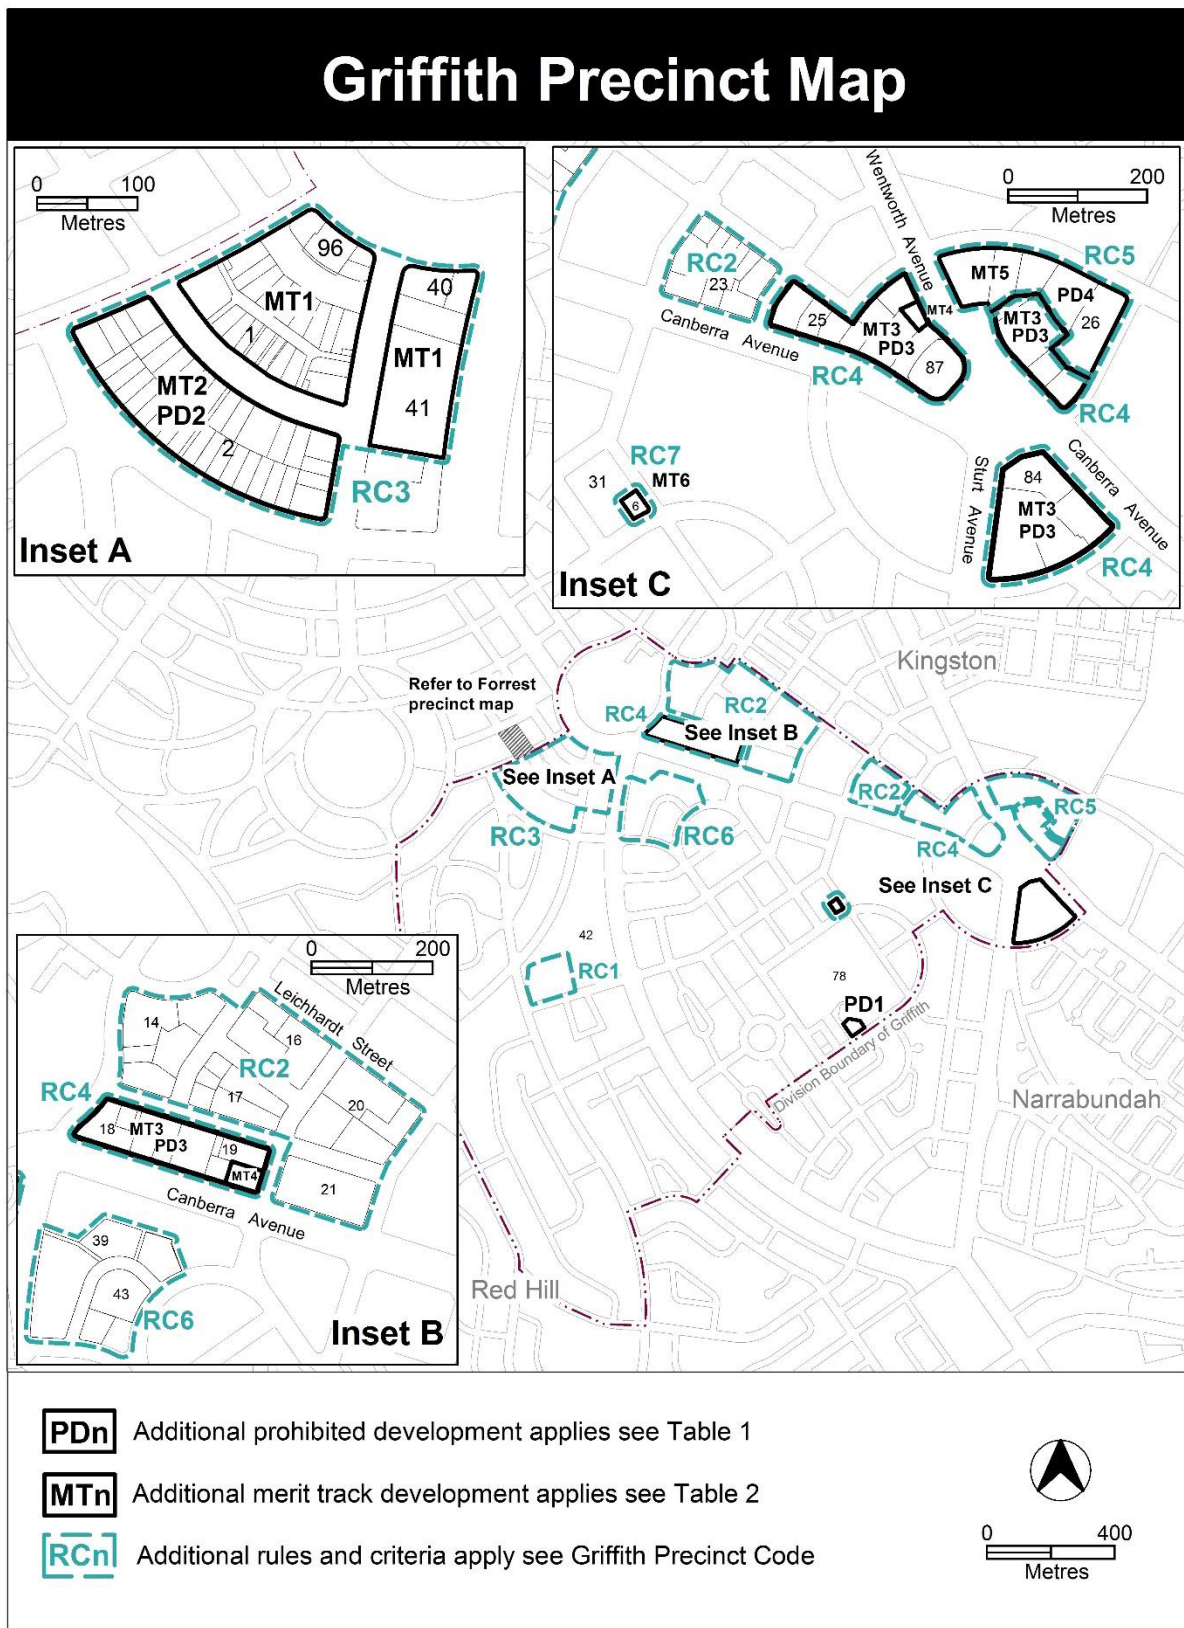 Griffith Precinct Map
0 100
Metres
96
40
MT1
1
MT1
MT2
PD2
41
2
RC3
Inset A
Wentworth Avenue
0 200
Metres
RC2
23
Canberra Avenue
25
MT3
PD3
MT4
87
RC4
MT5
RC5
PD4
26
MT3
PD3
RC4
RC7
31
MT6
6
Sturt Avenue
Canberra Avenue
84
MT3
PD3
RC4
Inset C
Kingston
Refer to Forrest
precinct map
RC4
RC2
See Inset B
See Inset A
RC3
RC6
RC2
RC4
RC5
See Inset C
42
RC1
78
PD1
Division Boundary of Griffith
Narrabundah
Red Hill
0 200
Metres
Leichhardt Street
14
16
RC2
17
20
RC4
18
MT3
PD3
19
MT4
21
Canberra Avenue
39
43
RC6
Inset B
PDn Additional prohibited development applies see Table 1
MTn Additional merit track development applies see Table 2
RCn Additional rules and criteria apply see Griffith Precinct Code
0 400
Metres